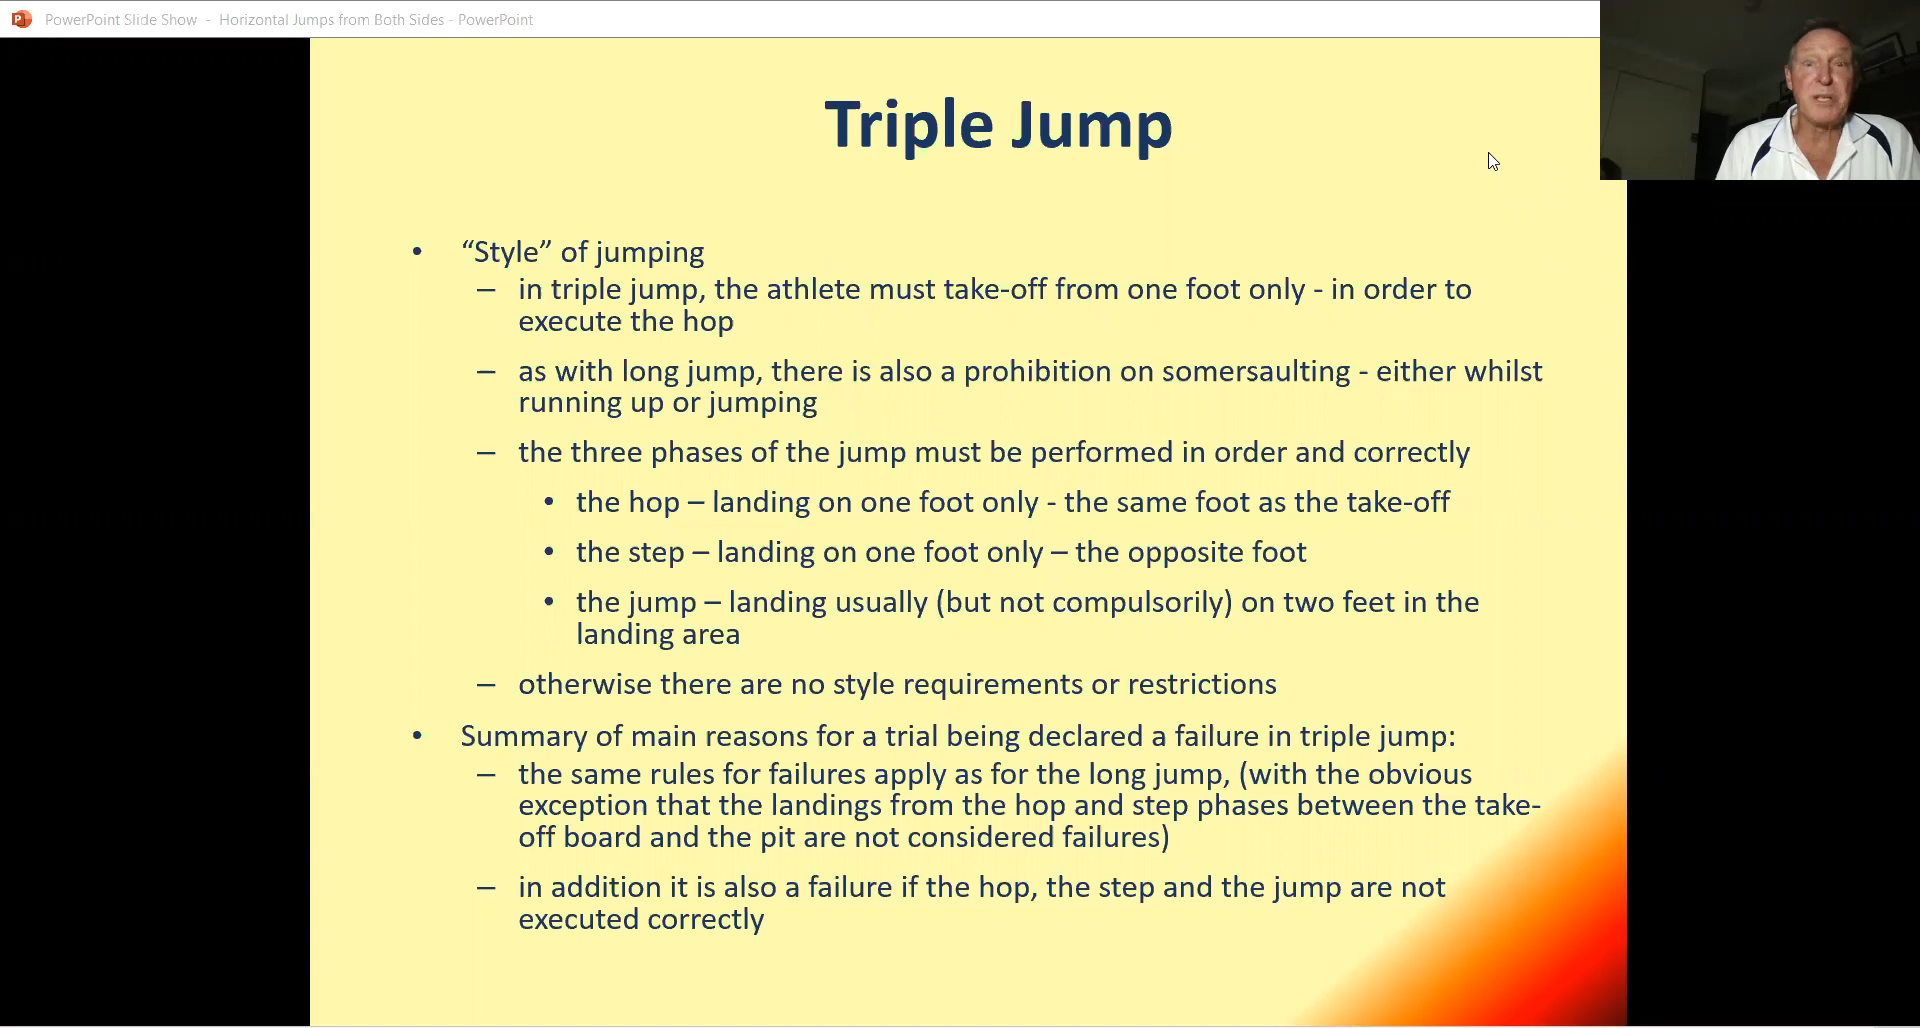 PowerPoint Slide Show - Horizontal Jumps from Both Sides - PowerPoint
Triple Jump
• “Style” of jumping
– in triple jump, the athlete must take-off from one foot only - in order to
execute the hop
– as with long jump, there is also a prohibition on somersaulting - either whilst
running up or jumping
– the three phases of the jump must be performed in order and correctly
• the hop – landing on one foot only - the same foot as the take-off
• the step – landing on one foot only – the opposite foot
• the jump – landing usually (but not compulsorily) on two feet in the
landing area
– otherwise there are no style requirements or restrictions
• Summary of main reasons for a trial being declared a failure in triple jump:
– the same rules for failures apply as for the long jump, (with the obvious
exception that the landings from the hop and step phases between the take-
off board and the pit are not considered failures)
– in addition it is also a failure if the hop, the step and the jump are not
executed correctly